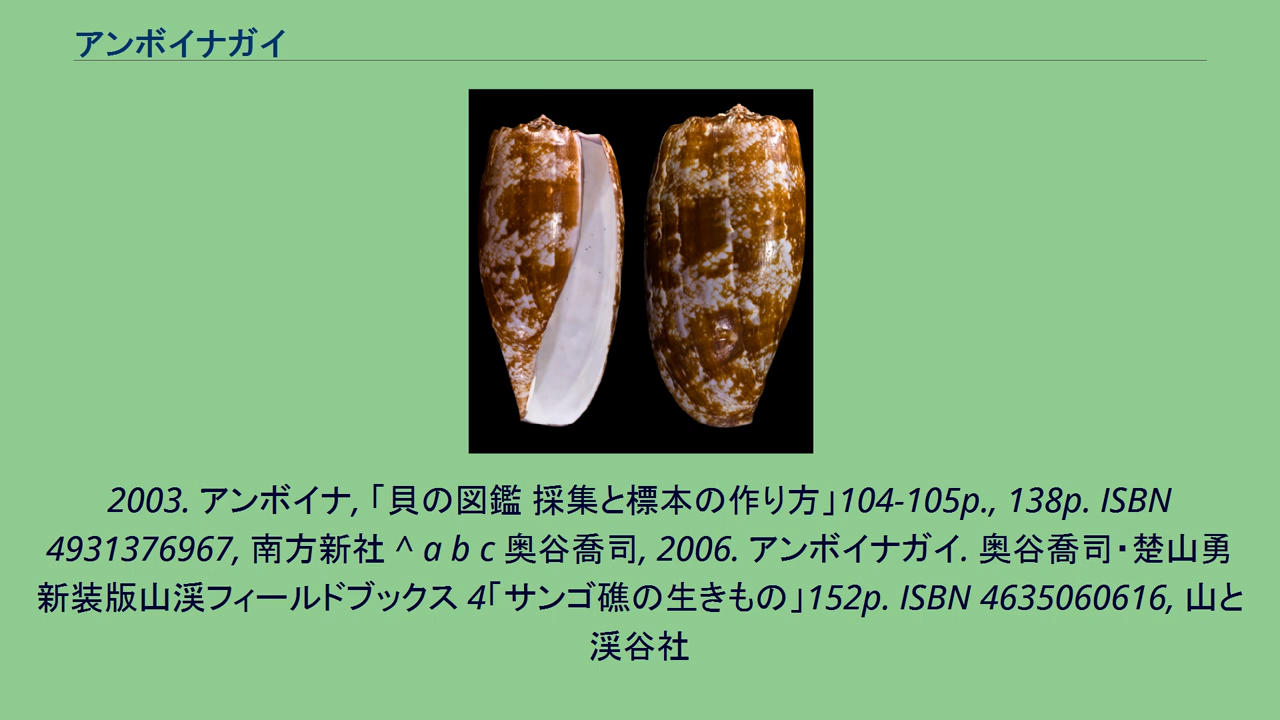 アンボイナガイ
2003. アンボイナ, 「貝の図鑑 採集と標本の作り方」104-105p., 138p. ISBN
4931376967, 南方新社 ^ a b c 奥谷喬司, 2006. アンボイナガイ. 奥谷喬司・楚山勇
新装版山渓フィールドブックス 4「サンゴ礁の生きもの」152p. ISBN 4635060616, 山と
渓谷社